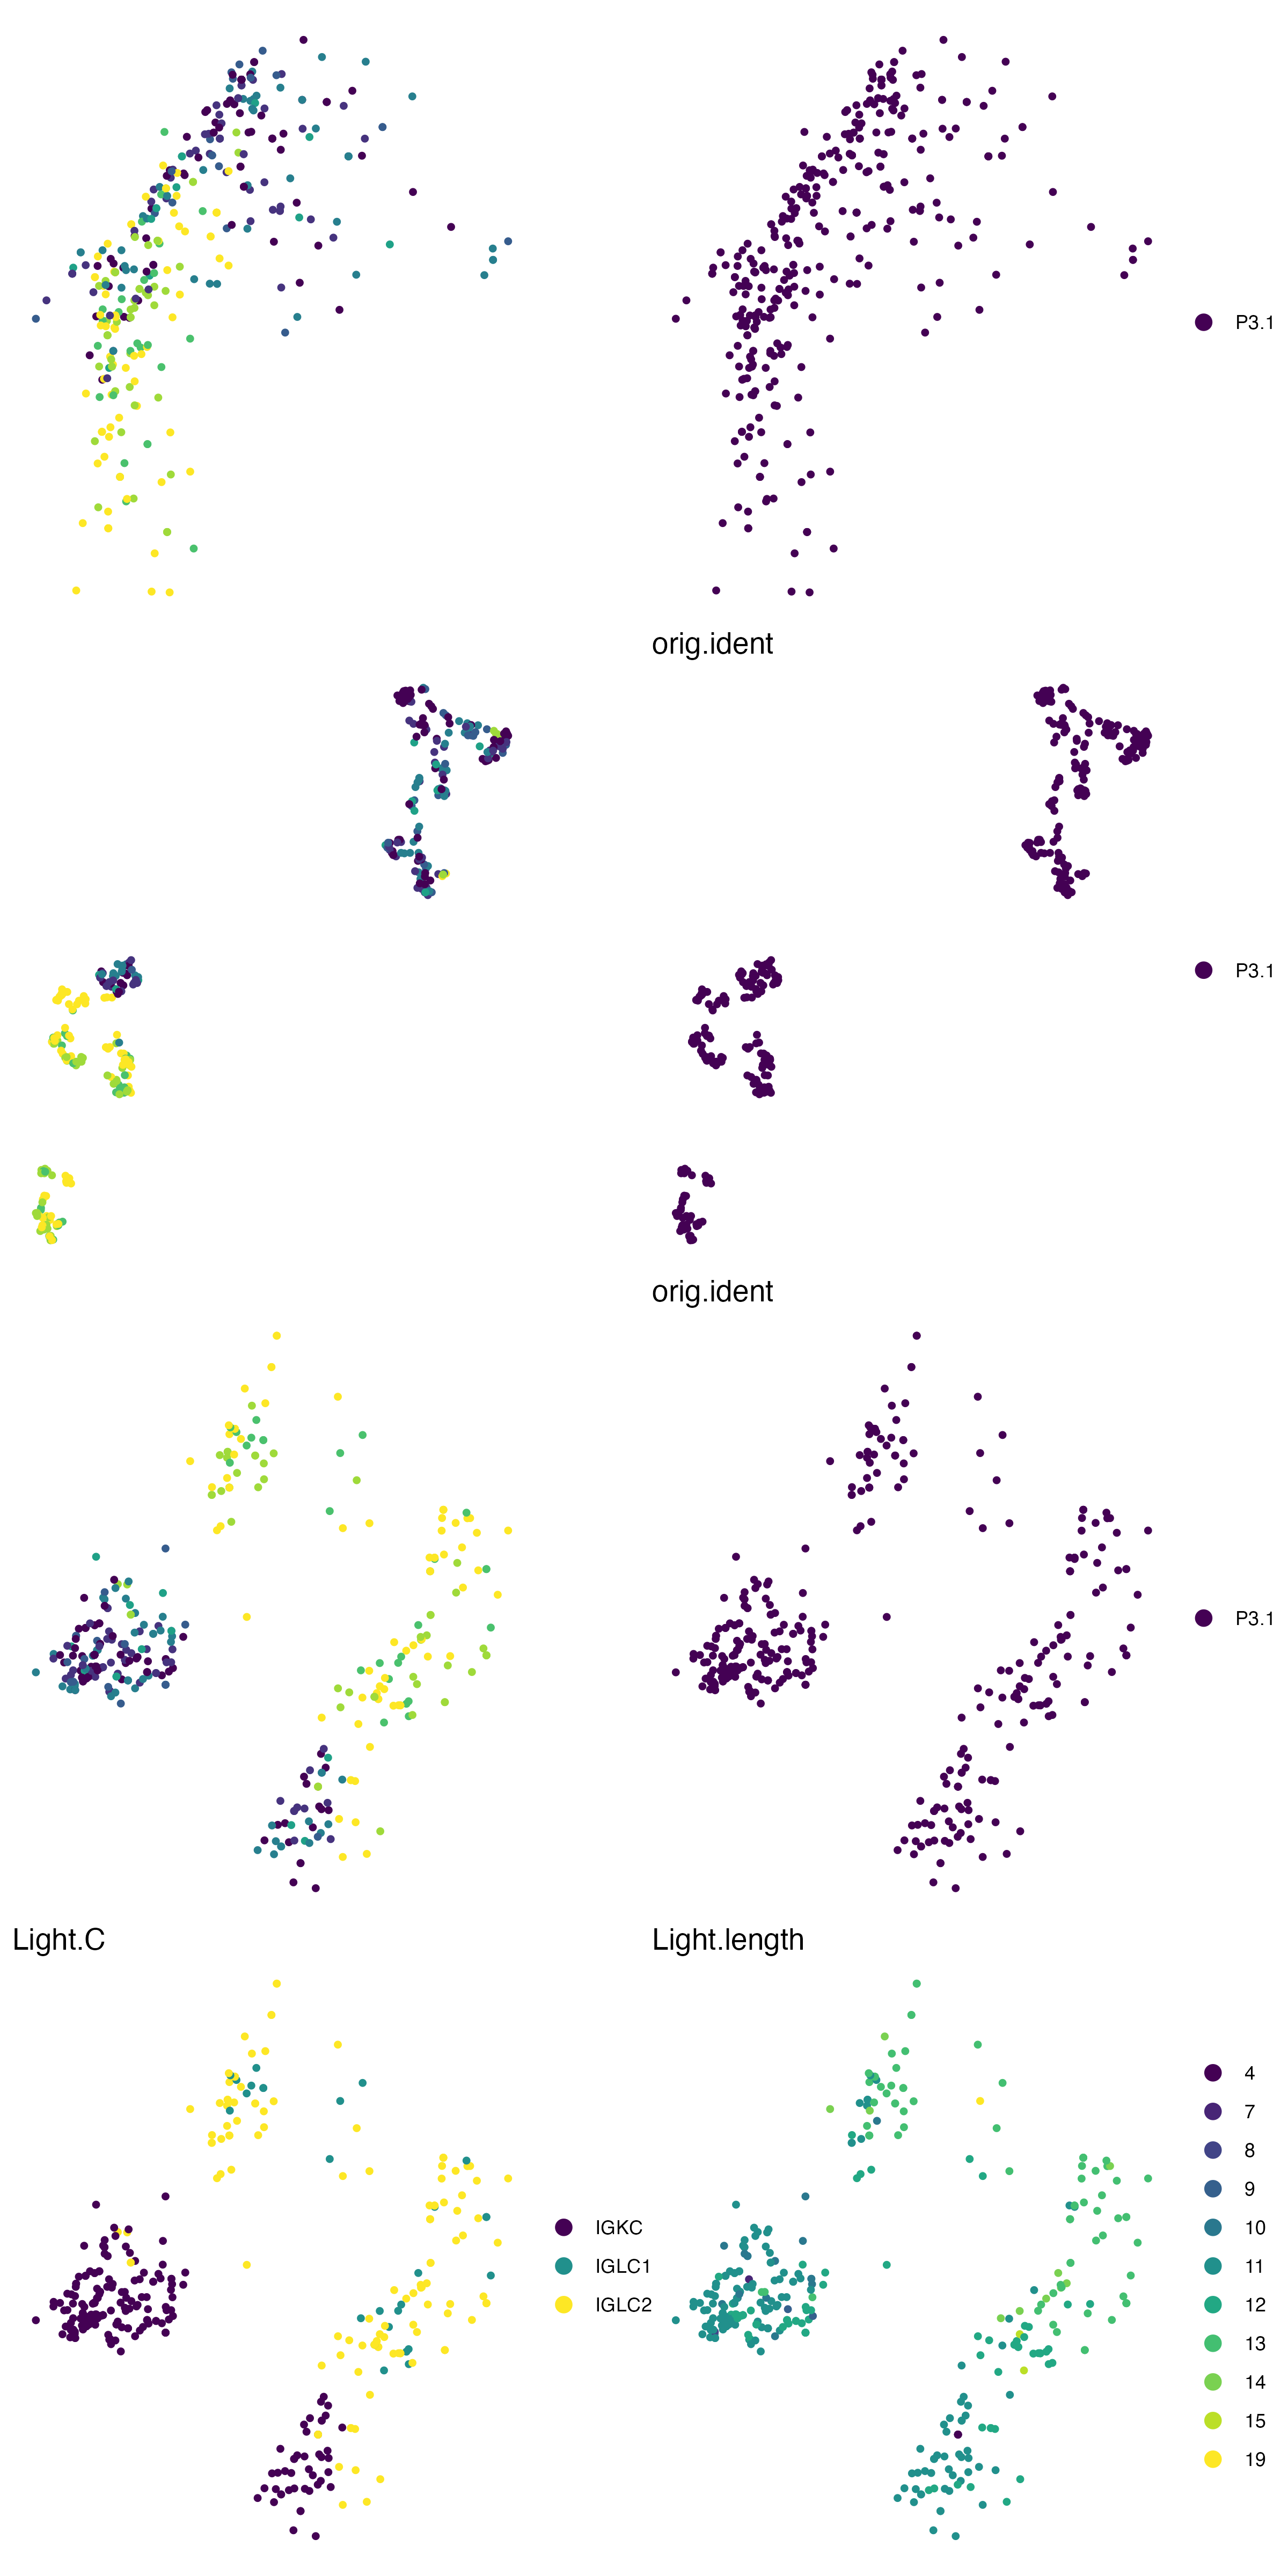 P3.1
orig.ident
P3.1
orig.ident
P3.1
Light.C
Light.length
IGKC
IGLC1
IGLC2
4
7
8
9
10
11
12
13
14
15
19